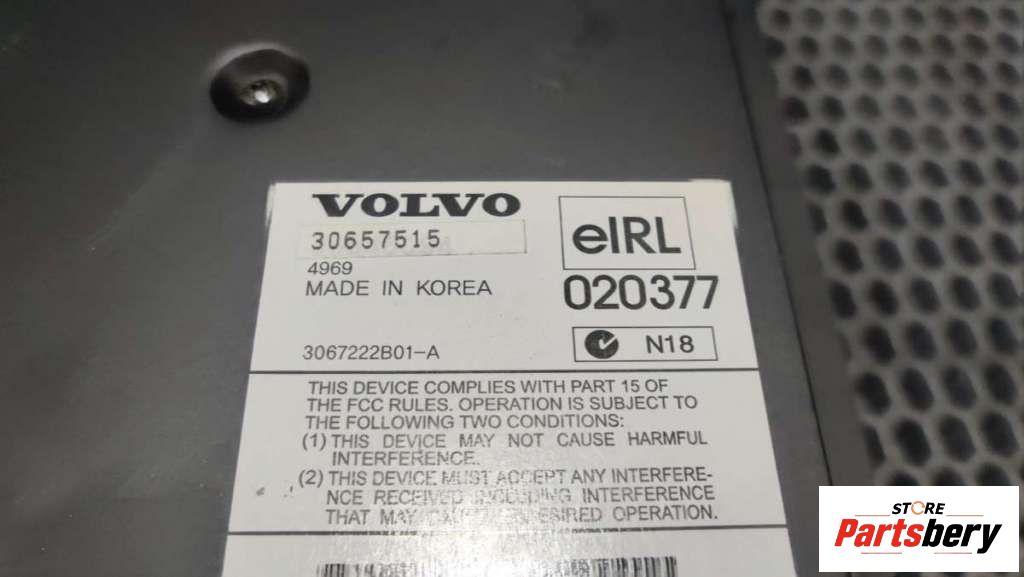 VOLVO
30657515
4969
MADE IN KOREA
eIRL
020377
3067222B01-A
N18
THIS DEVICE COMPLIES WITH PART 15 OF
THE FCC RULES. OPERATION IS SUBJECT TO
THE FOLLOWING TWO CONDITIONS:
(1) THIS DEVICE MAY NOT CAUSE HARMFUL
INTERFERENCE.
(2) THIS DEVICE MUST ACCEPT ANY INTERFERE-
NCE RECEIVED INCLUDING INTERFERENCE
THAT MAY CAUSE UNDESIRED OPERATION.
STORE
Partsbery